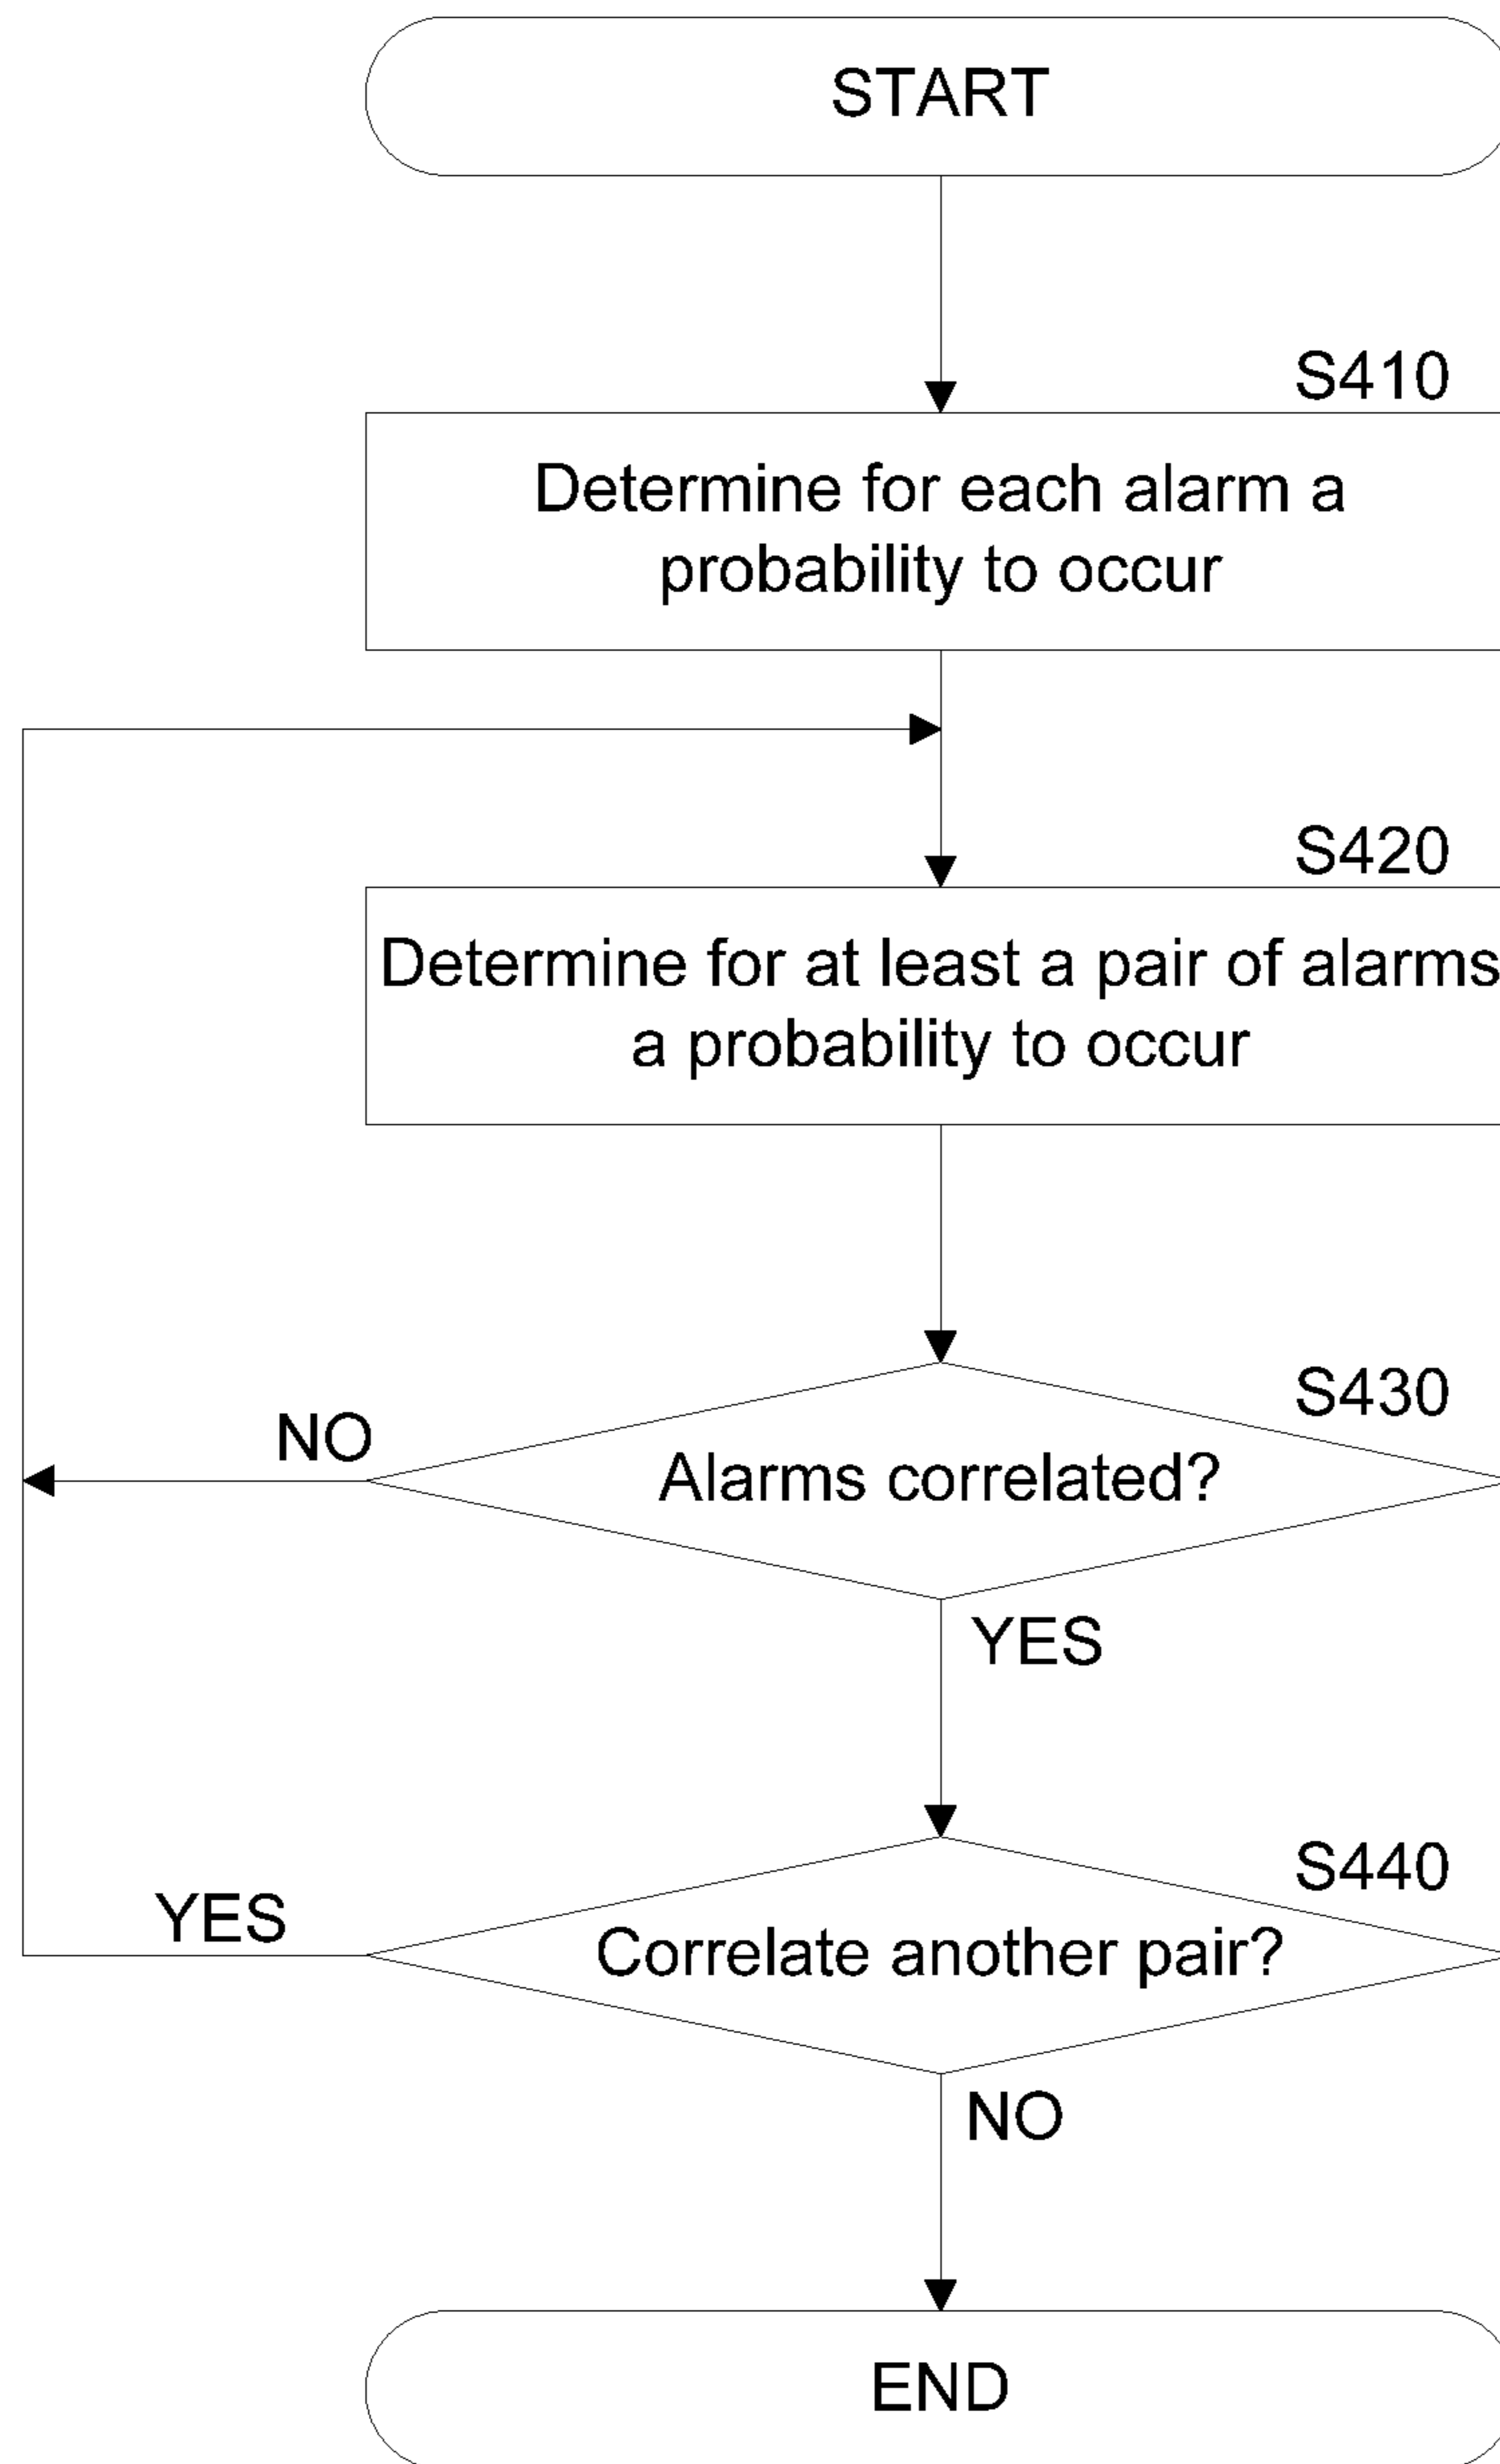 START
S410
Determine for each alarm a
probability to occur
S420
Determine for at least a pair of alarms
a probability to occur
S430
NO
Alarms correlated?
YES
S440
YES
Correlate another pair?
NO
END